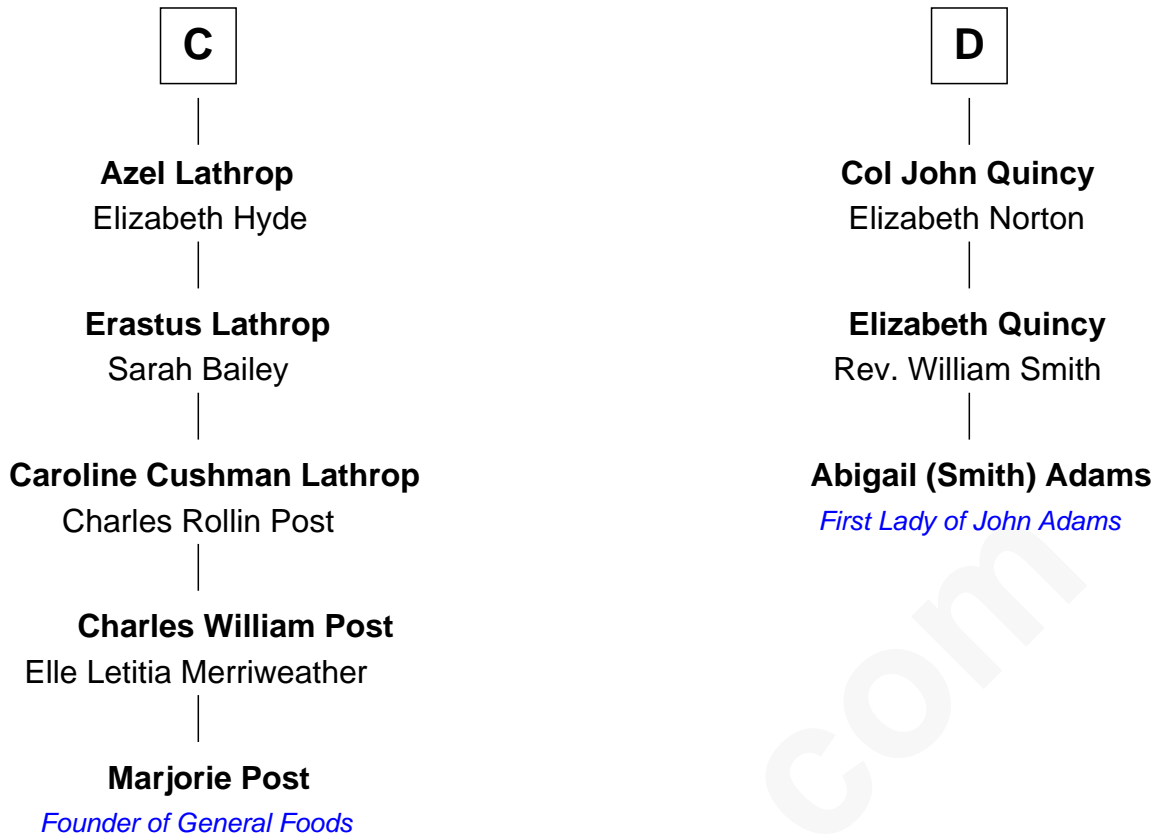 C
Azel Lathrop
Elizabeth Hyde
Erastus Lathrop
Sarah Bailey
Caroline Cushman Lathrop
Charles Rollin Post
Charles William Post
Elle Letitia Merriweather
Marjorie Post
Founder of General Foods
D
Col John Quincy
Elizabeth Norton
Elizabeth Quincy
Rev. William Smith
Abigail (Smith) Adams
First Lady of John Adams
com